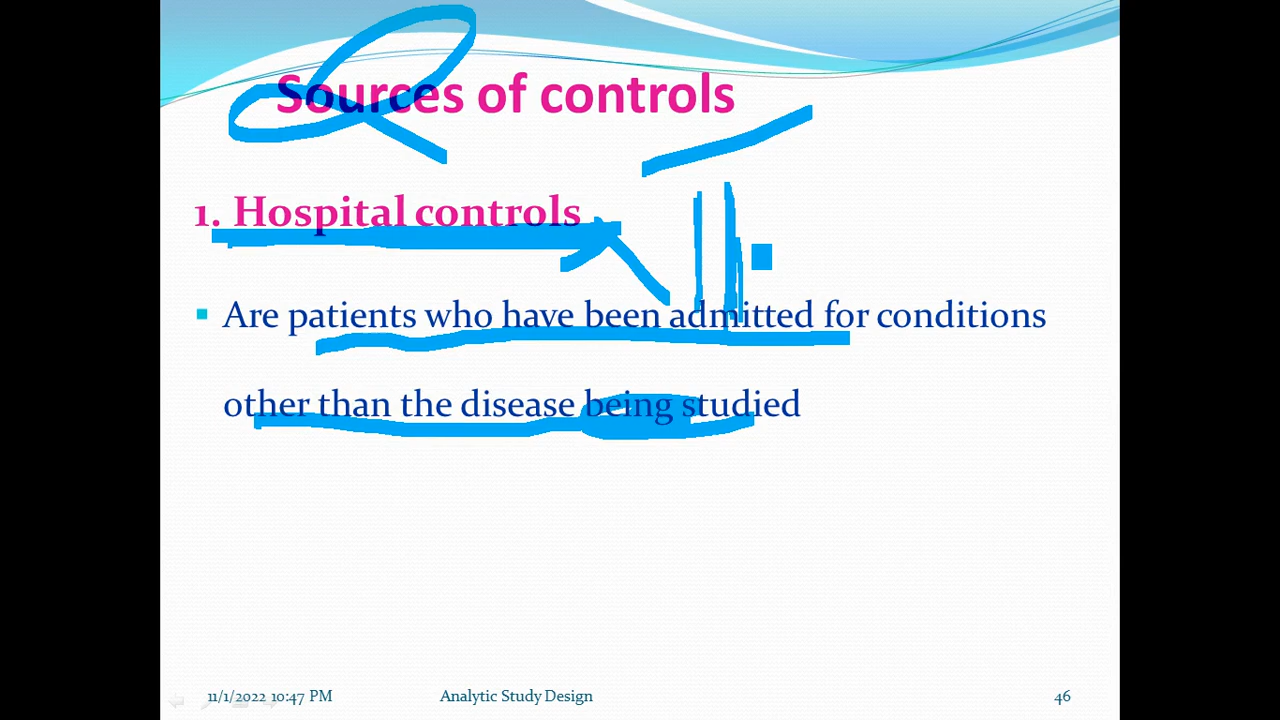 Sources of controls
1. Hospital controls
Are patients who have been admitted for conditions
other than the disease being studied
11/1/2022 10:47 PM
Analytic Study Design
46